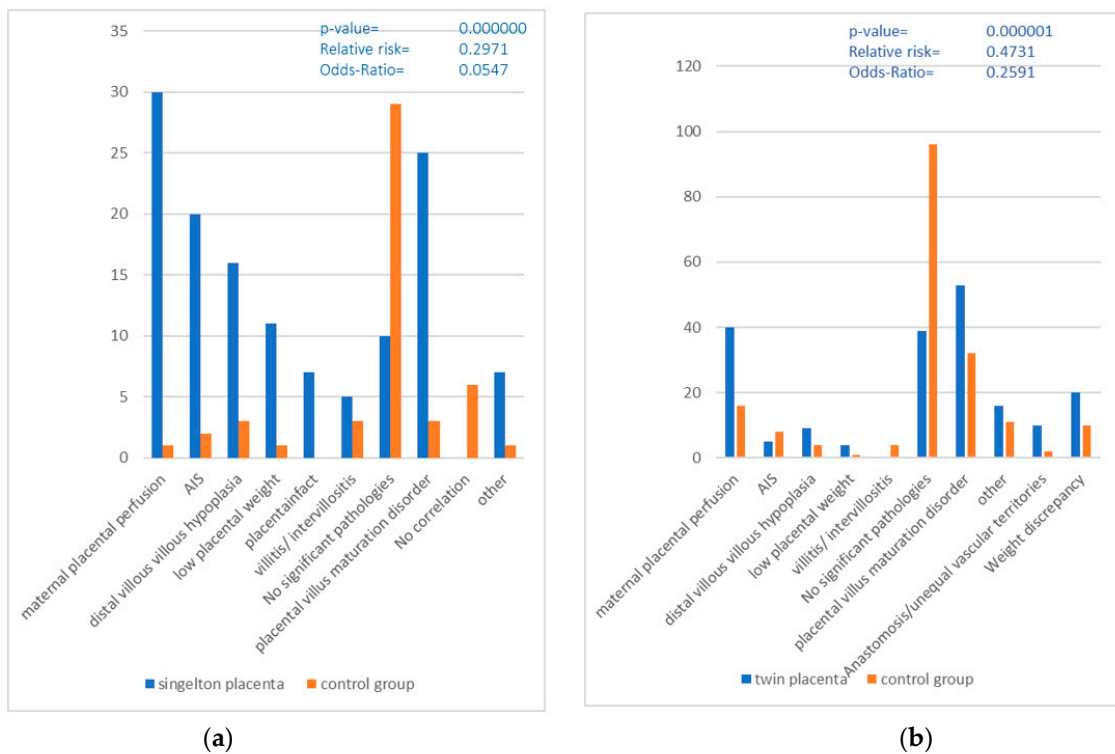 p-value= 0.000000
Relative risk= 0.2971
Odds-Ratio= 0.0547
35
30
25
20
15
10
5
0
maternal placental perfusion
AIS
distal villous villous hypoplasia
low placental weight
placentainfact
villitis/ intervillositis
No significant pathologies
placental villus maturation disorder
No correlation
other
singelton placenta
control group
(a)
p-value= 0.000001
Relative risk= 0.4731
Odds-Ratio= 0.2591
120
100
80
60
40
20
0
maternal placental perfusion
AIS
distal villous villous hypoplasia
low placental weight
villitis/ intervillositis
No significant pathologies
placental villus maturation disorder
other
Anastomosis/unequal vascular territories
Weight discrepancy
twin placenta
control group
(b)